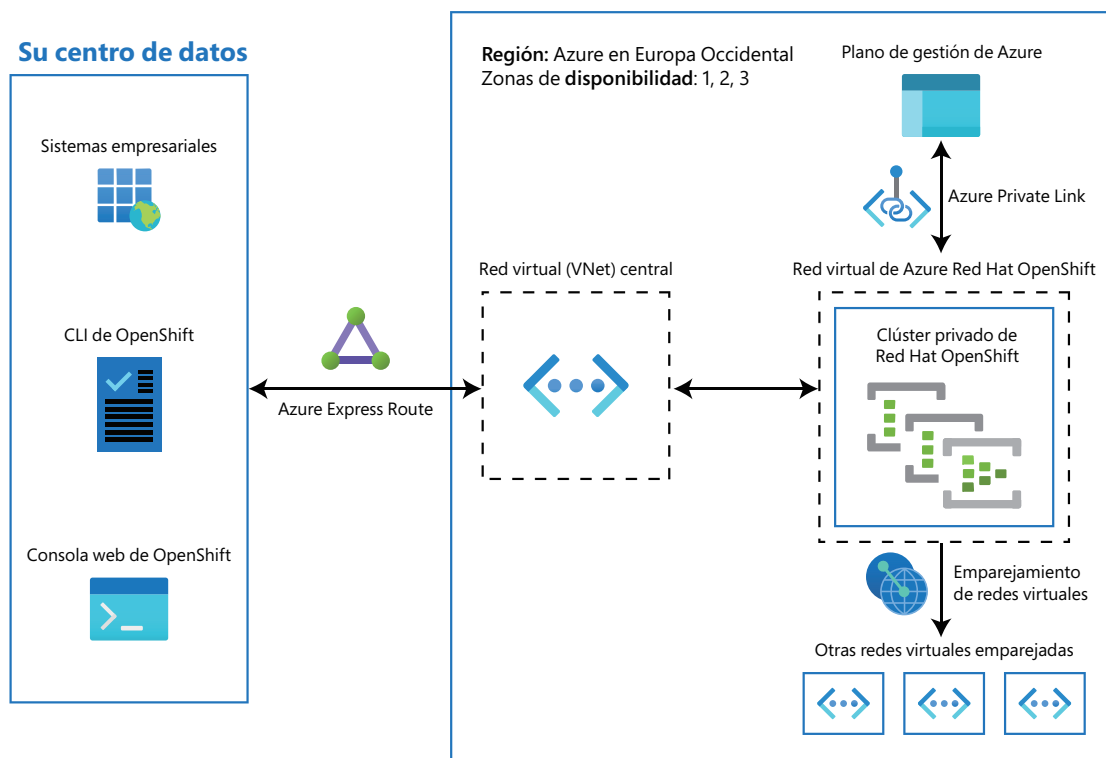 Su centro de datos
Sistemas empresariales
CLI de OpenShift
Consola web de OpenShift
Azure Express Route
Región: Azure en Europa Occidental
Zonas de disponibilidad: 1, 2, 3
Plano de gestión de Azure
Azure Private Link
Red virtual (VNet) central
Red virtual de Azure Red Hat OpenShift
Clúster privado de
Red Hat OpenShift
Emparejamiento
de redes virtuales
Otras redes virtuales emparejadas